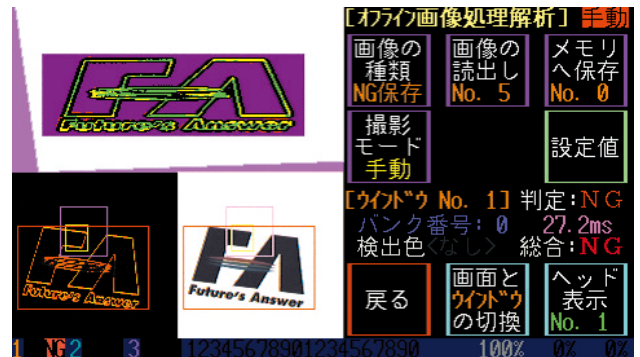 [ｵﾌﾗｲﾝ画像処理解析] 手動
画像の
種類
NG保存
画像の
読出し
No. 5
メモリ
へ保存
No. 0
撮影
モード
手動
設定値
[ｳｲﾝﾄﾞｳ No. 1] 判定:NG
バンク番号: 0 27.2ms
検出色<なし> 総合:NG
戻る
画面と
ｳｲﾝﾄﾞｳ
の切換
ヘッド
表示
No. 1
FA
Future's Answer
FA
Future's Answer
FA
Future's Answer
1 NG 2 3 12345678901234567890 100% 0% 0%